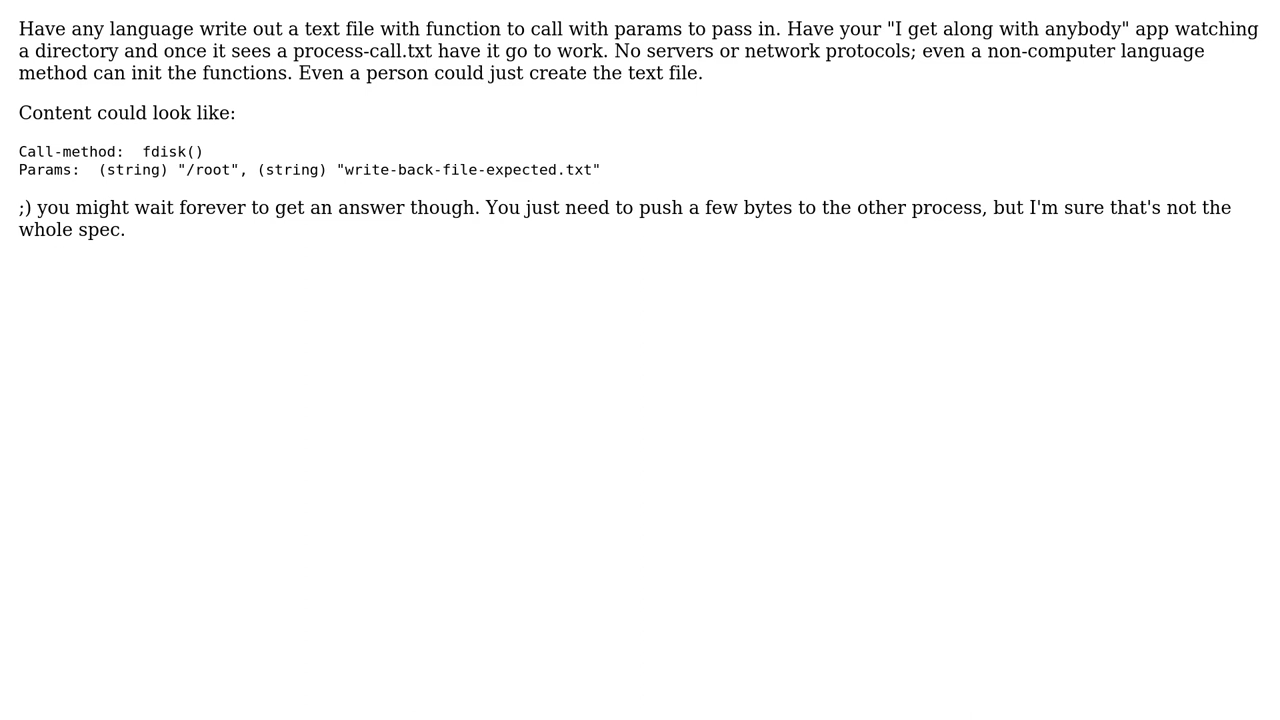 Have any language write out a text file with function to call with params to pass in. Have your "I get along with anybody" app watching
a directory and once it sees a process-call.txt have it go to work. No servers or network protocols; even a non-computer language
method can init the functions. Even a person could just create the text file.
Content could look like:
Call-method:  fdisk()
Params:  (string) "/root", (string) "write-back-file-expected.txt"
;) you might wait forever to get an answer though. You just need to push a few bytes to the other process, but I'm sure that's not the
whole spec.